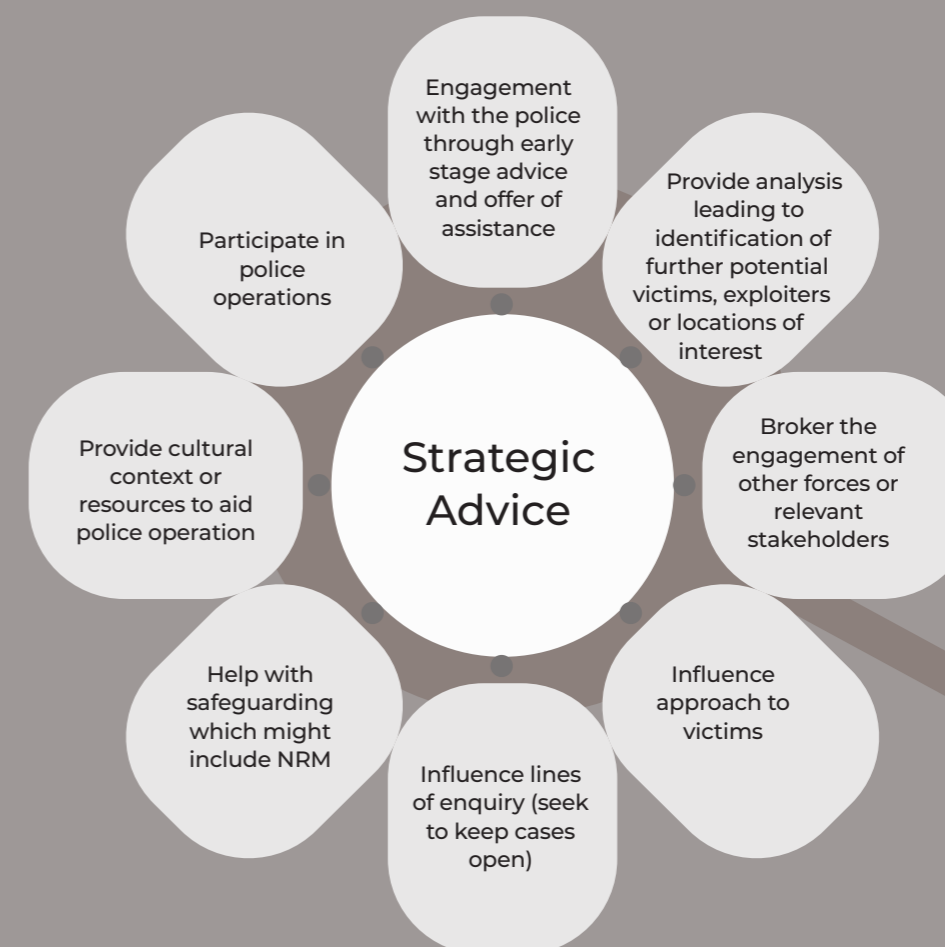 Engagement
with the police
through early
stage advice
and offer of
assistance
Provide analysis
leading to
identification of
further potential
victims, exploiters
or locations of
interest
Broker the
engagement of
other forces or
relevant
stakeholders
Influence
approach to
victims
Influence lines
of enquiry (seek
to keep cases
open)
Help with
safeguarding
which might
include NRM
Provide cultural
context or
resources to aid
police operation
Participate in
police
operations
Strategic
Advice